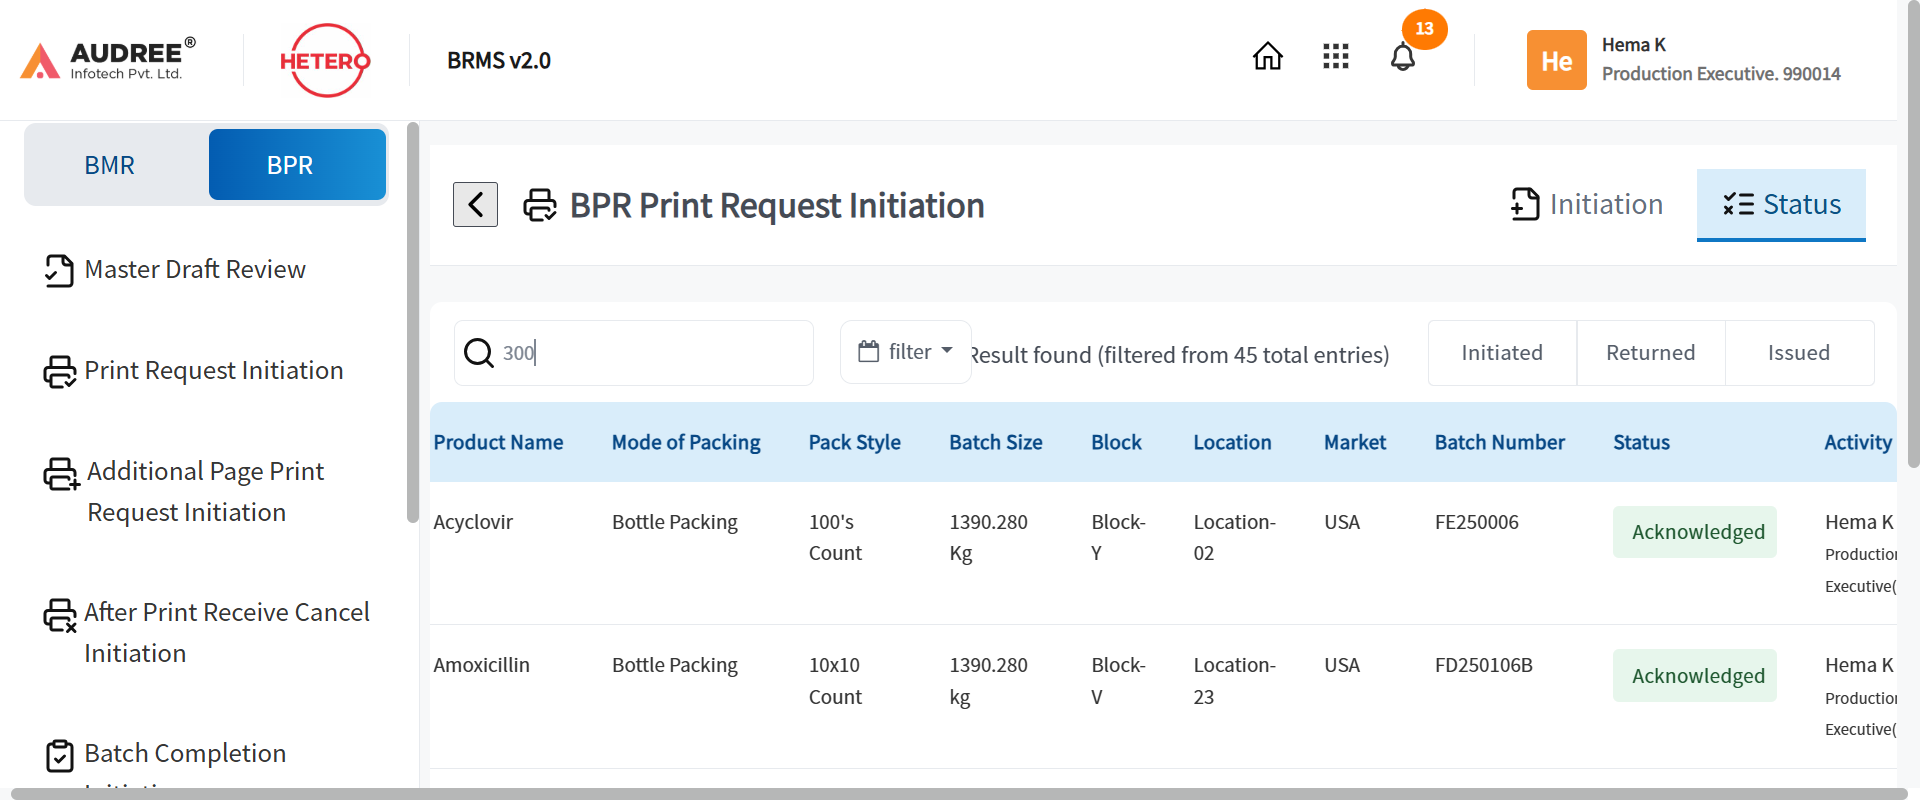 AUDREE®
Infotech Pvt. Ltd.
HETERO
BRMS v2.0
13
He
Hema K
Production Executive. 990014
BMR
BPR
Master Draft Review
Print Request Initiation
Additional Page Print
Request Initiation
After Print Receive Cancel
Initiation
Batch Completion
BPR Print Request Initiation
Initiation
Status
300
filter
Result found (filtered from 45 total entries)
Initiated
Returned
Issued
Product Name Mode of Packing Pack Style Batch Size Block Location Market Batch Number Status Activity
Acyclovir Bottle Packing 100's 1390.280 Block- Location- USA FE250006 Acknowledged Hema K
Count Kg Y 02 Production
Executive(
Amoxicillin Bottle Packing 10x10 1390.280 Block- Location- USA FD250106B Acknowledged Hema K
Count kg V 23 Production
Executive(